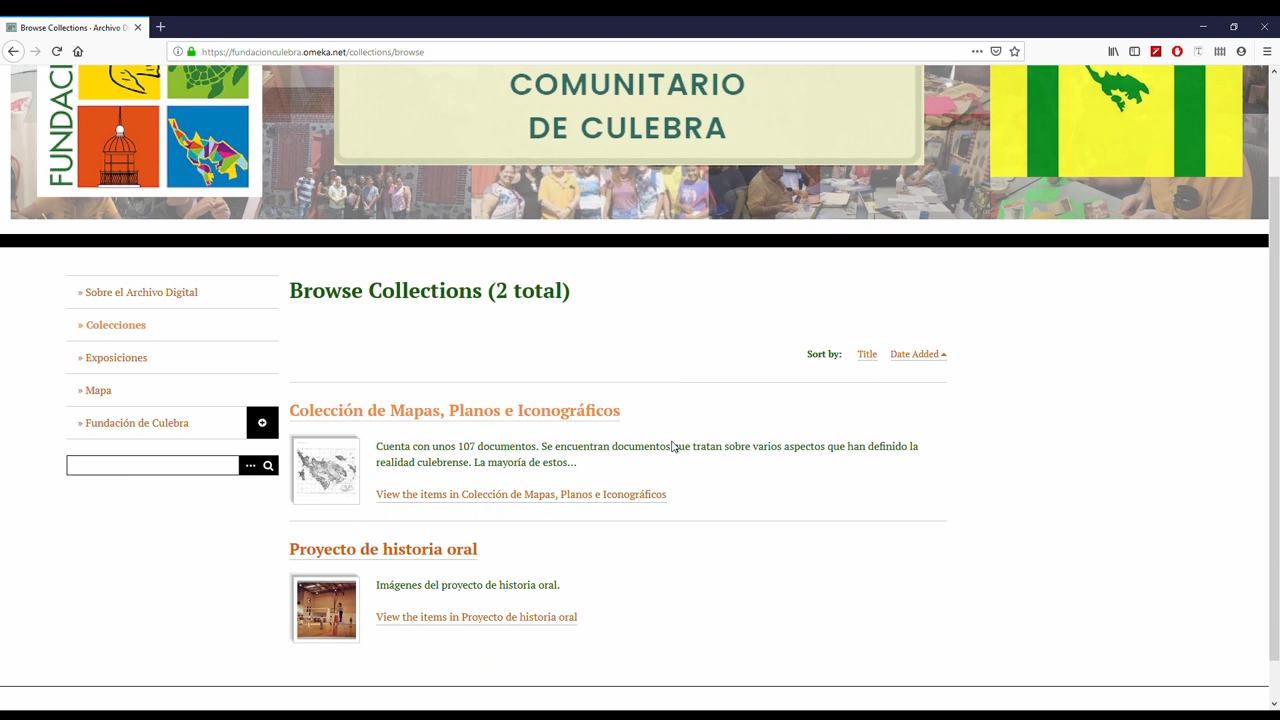 Browse Collections · Archivo D
https://fundacionculebra.omeka.net/collections/browse
FUNDACI
COMUNITARIO
DE CULEBRA
» Sobre el Archivo Digital
» Colecciones
» Exposiciones
» Mapa
» Fundación de Culebra
Browse Collections (2 total)
Sort by: Title Date Added
Colección de Mapas, Planos e Iconográficos
Cuenta con unos 107 documentos. Se encuentran documentos que tratan sobre varios aspectos que han definido la
realidad culebrense. La mayoría de estos…
View the items in Colección de Mapas, Planos e Iconográficos
Proyecto de historia oral
Imágenes del proyecto de historia oral.
View the items in Proyecto de historia oral